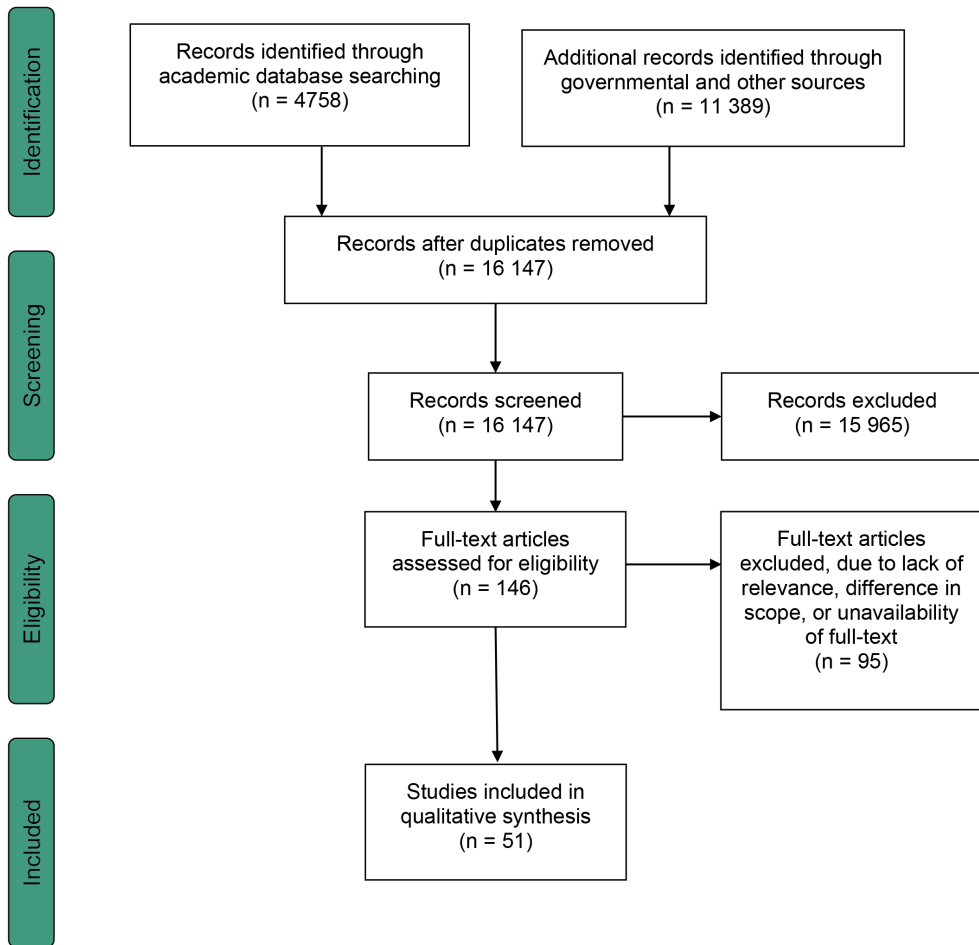 Identification
Records identified through
academic database searching
(n = 4758)
Additional records identified through
governmental and other sources
(n = 11 389)
Records after duplicates removed
(n = 16 147)
Screening
Records screened
(n = 16 147)
Records excluded
(n = 15 965)
Eligibility
Full-text articles
assessed for eligibility
(n = 146)
Full-text articles
excluded, due to lack of
relevance, difference in
scope, or unavailability
of full-text
(n = 95)
Included
Studies included in
qualitative synthesis
(n = 51)